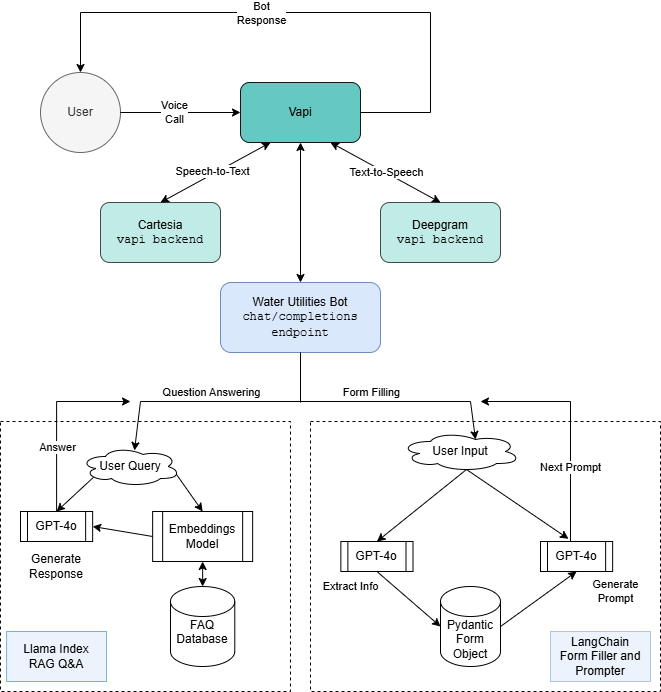 Bot
Response
User
Voice
Call
Vapi
Speech-to-Text
Text-to-Speech
Cartesia
vapi backend
Deepgram
vapi backend
Water Utilities Bot
chat/completions
endpoint
Question Answering
Form Filling
Answer
User Query
User Input
Next Prompt
GPT-4o
Embeddings
Model
Generate
Response
GPT-4o
GPT-4o
Extract Info
Generate
Prompt
FAQ
Database
Pydantic
Form
Object
Llama Index
RAG Q&A
LangChain
Form Filler and
Prompter